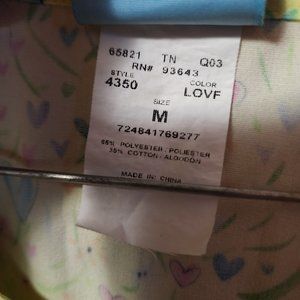 65821 TN Q03
RN# 93643
STYLE COLOR
4350 LOVF
SIZE
M
724841769277
65% POLYESTER/POLIESTER
35% COTTON/ALGODON
MADE IN CHINA